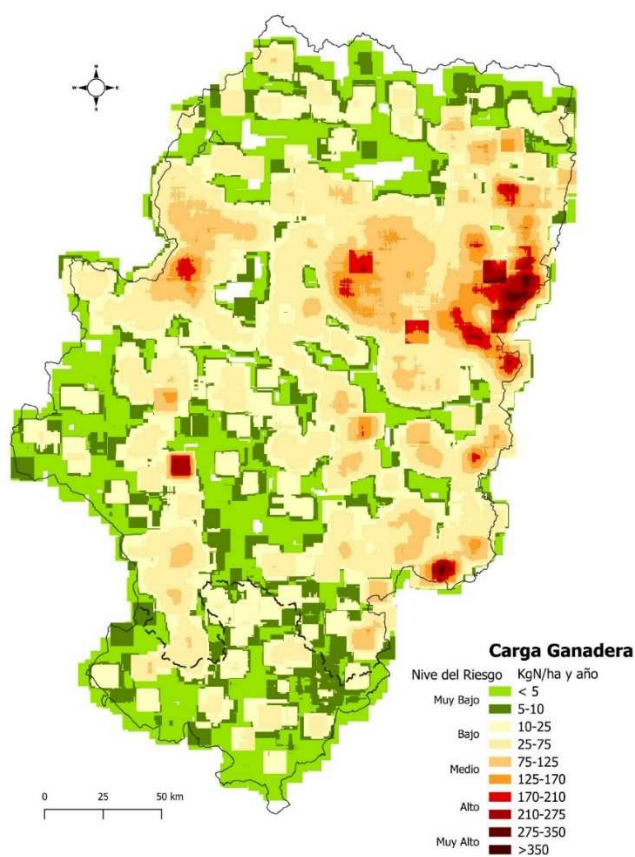 N
W E
S
Carga Ganadera
Nive del Riesgo KgN/ha y año
Muy Bajo < 5
5-10
Bajo 10-25
25-75
Medio 75-125
125-170
Alto 170-210
210-275
Muy Alto 275-350
>350
0 25 50 km